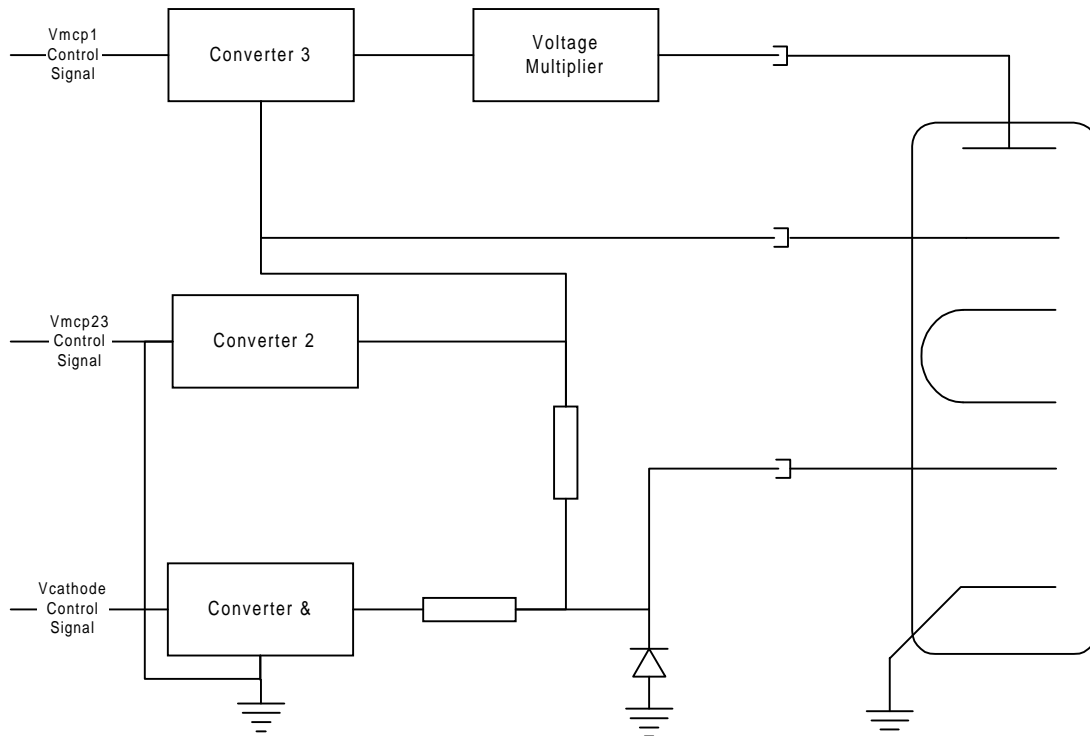 Vmcp1
Control
Signal
Converter 3
Voltage
Multiplier
Vmcp23
Control
Signal
Converter 2
Vcathode
Control
Signal
Converter &